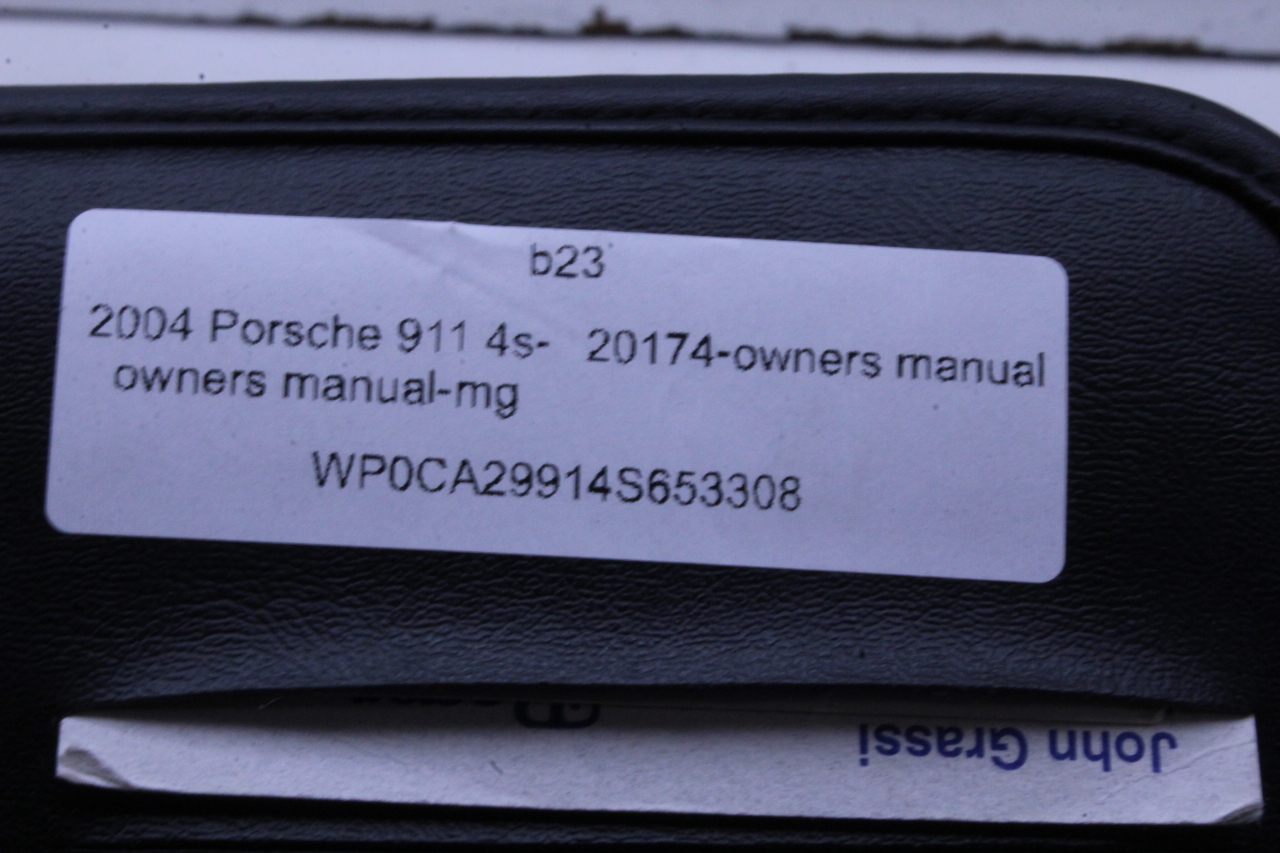 b23
2004 Porsche 911 4s- 20174-owners manual
owners manual-mg
WP0CA29914S653308
John Grassi